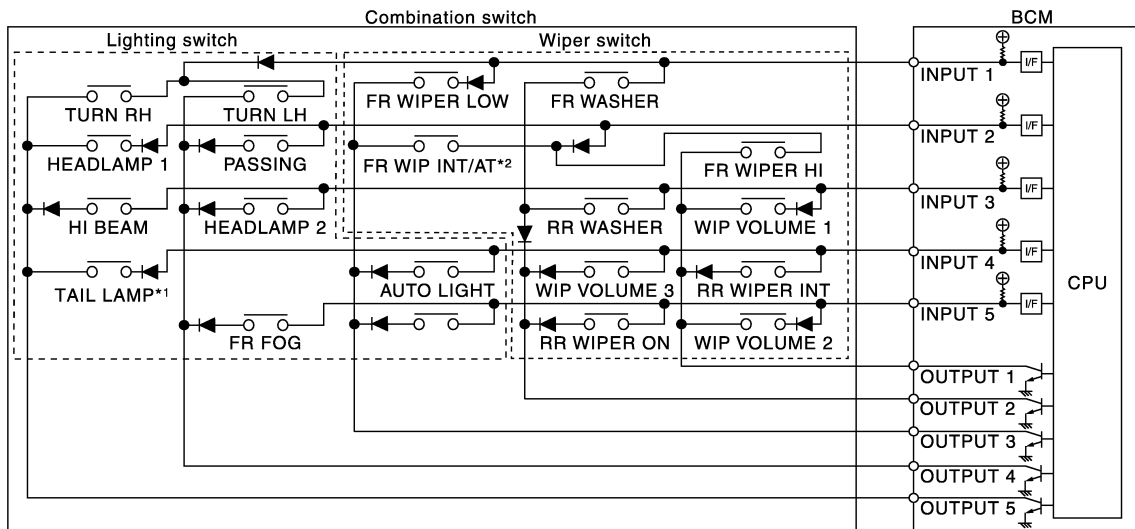 Combination switch
BCM
Lighting switch
Wiper switch
INPUT 1
I/F
TURN RH
TURN LH
FR WIPER LOW
FR WASHER
INPUT 2
I/F
HEADLAMP 1
PASSING
FR WIP INT/AT*2
FR WIPER HI
INPUT 3
I/F
HI BEAM
HEADLAMP 2
RR WASHER
WIP VOLUME 1
INPUT 4
I/F
TAIL LAMP*1
AUTO LIGHT
WIP VOLUME 3
RR WIPER INT
CPU
INPUT 5
I/F
FR FOG
RR WIPER ON
WIP VOLUME 2
OUTPUT 1
OUTPUT 2
OUTPUT 3
OUTPUT 4
OUTPUT 5